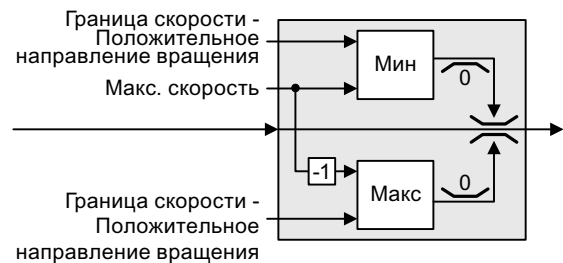 Граница скорости -
Положительное
направление вращения
Мин
0
Макс. скорость
-1
Макс
0
Граница скорости -
Положительное
направление вращения